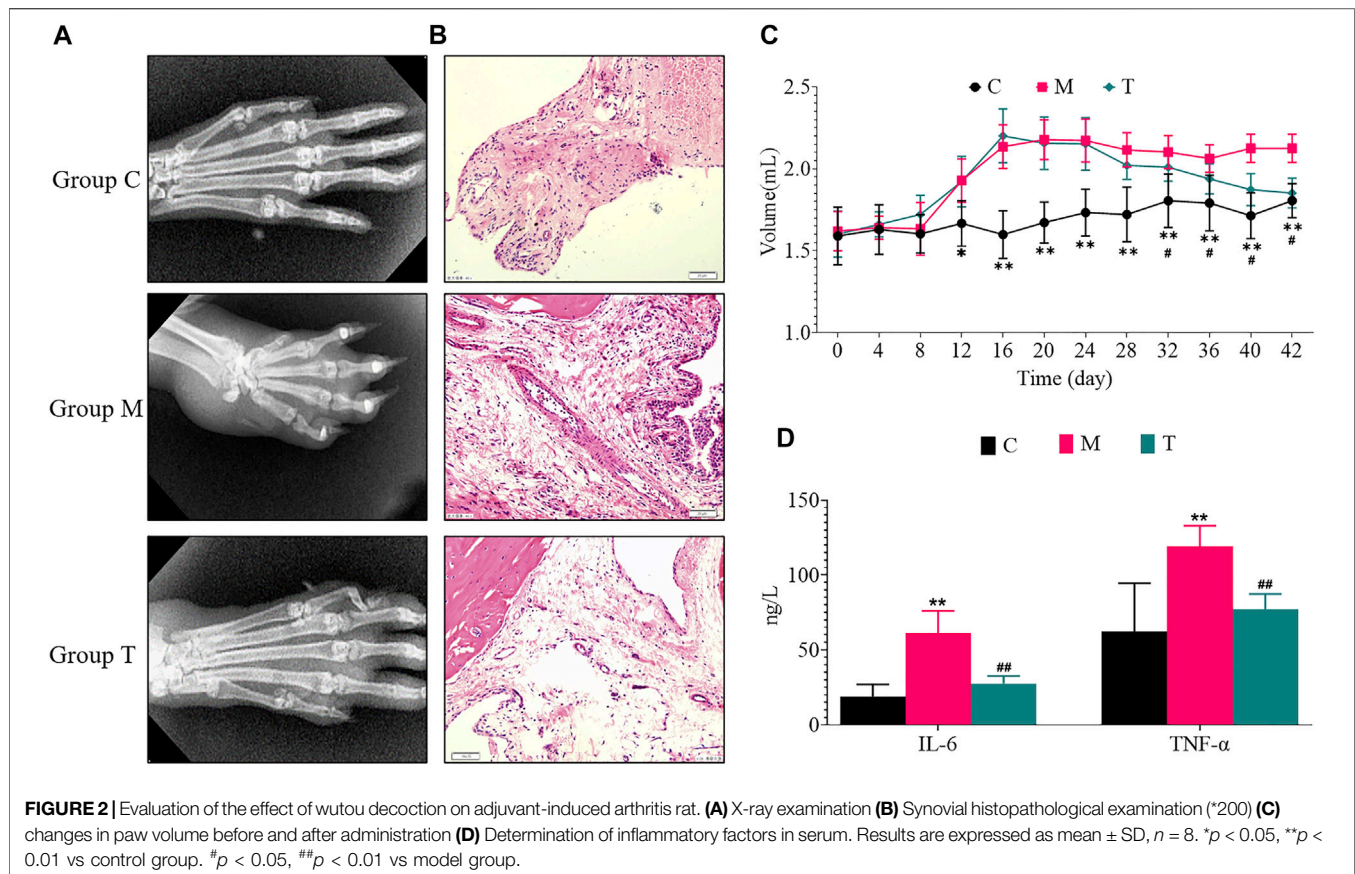 A
B
C
Group C
Group M
Group T
C M T
2.5
2.0
1.5
1.0
Volume(mL)
* ** ** ** ** ** ** ** **
# # # #
0 4 8 12 16 20 24 28 32 36 40 42
Time (day)
D
C M T
150
100
50
0
ng/L
** ## ** ##
IL-6 TNF-α
FIGURE 2 | Evaluation of the effect of wutou decoction on adjuvant-induced arthritis rat. (A) X-ray examination (B) Synovial histopathological examination (*200) (C)
changes in paw volume before and after administration (D) Determination of inflammatory factors in serum. Results are expressed as mean ± SD, n = 8. *p < 0.05, **p <
0.01 vs control group. #p < 0.05, ##p < 0.01 vs model group.